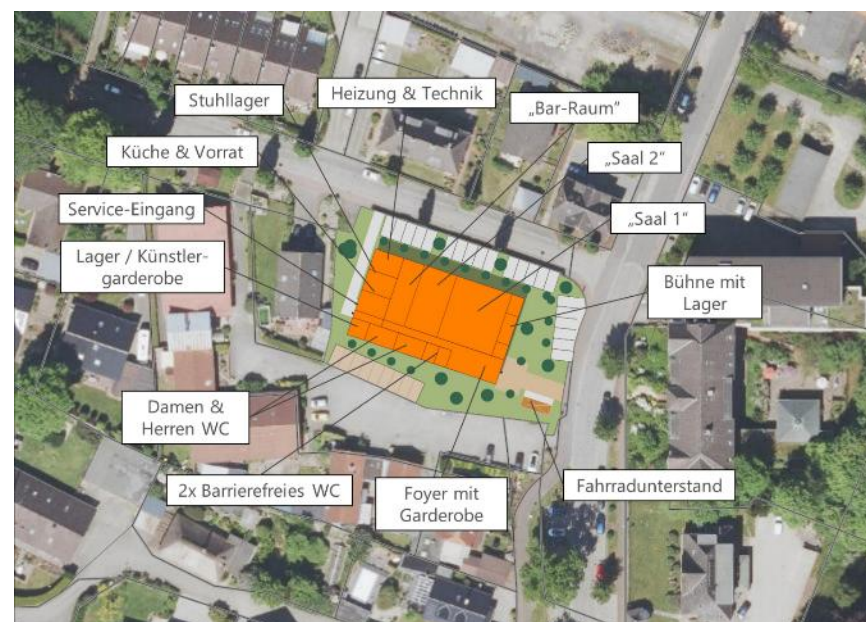 Stuhllager
Heizung & Technik
„Bar-Raum“
Küche & Vorrat
„Saal 2“
Service-Eingang
„Saal 1“
Lager / Künstler-
garderobe
Bühne mit
Lager
Damen &
Herren WC
2x Barrierefreies WC
Foyer mit
Garderobe
Fahrradunterstand